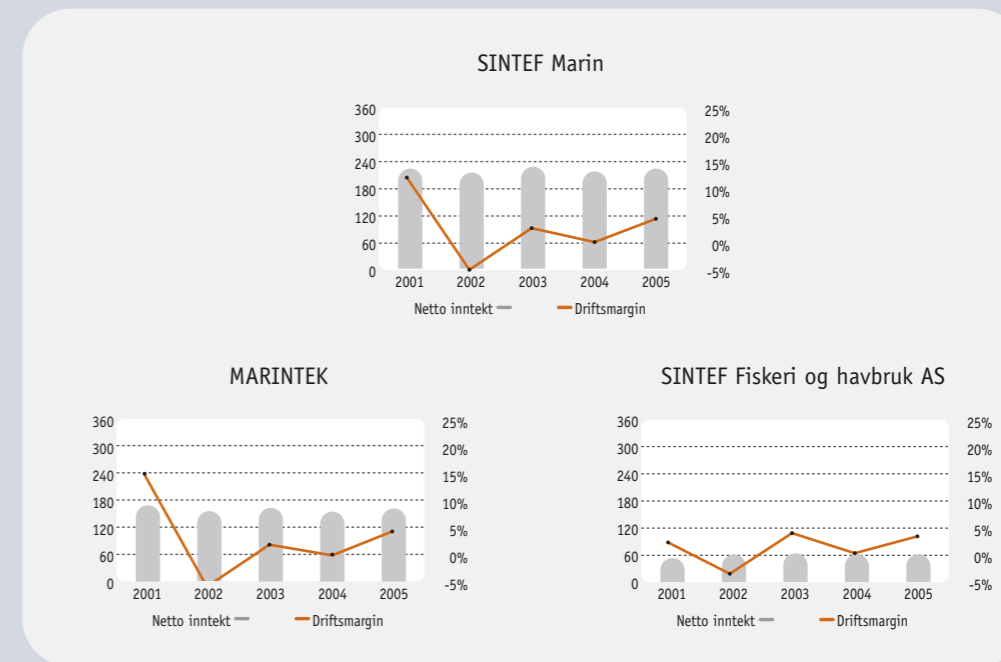 SINTEF Marin
360 25%
300 20%
240 15%
180 10%
120 5%
60 0%
0 -5%
2001 2002 2003 2004 2005
Netto inntekt Driftsmargin
MARINTEK
360 25%
300 20%
240 15%
180 10%
120 5%
60 0%
0 -5%
2001 2002 2003 2004 2005
Netto inntekt Driftsmargin
SINTEF Fiskeri og havbruk AS
360 25%
300 20%
240 15%
180 10%
120 5%
60 0%
0 -5%
2001 2002 2003 2004 2005
Netto inntekt Driftsmargin